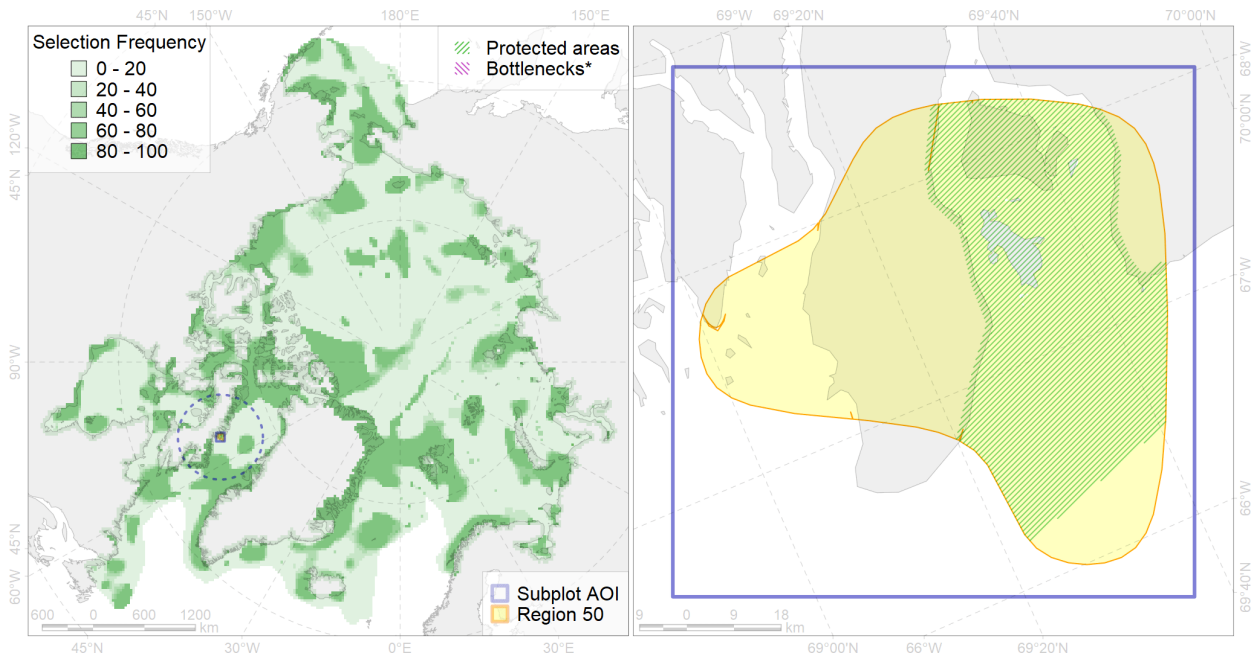 45°N 150°W 180°E 150°E 69°W 69°20'N 69°40'N 70°00'N
Selection Frequency
0 - 20
20 - 40
40 - 60
60 - 80
80 - 100
Protected areas
Bottlenecks*
120°W
45°N
90°W
45°N
60°W
68°W
70°00'N
67°W
66°W
69°40'N
Subplot AOI
Region 50
600 0 600 1200
km
9 0 9 18
km
45°W 30°W 0°E 30°E 69°00'N 66°W 69°20'N